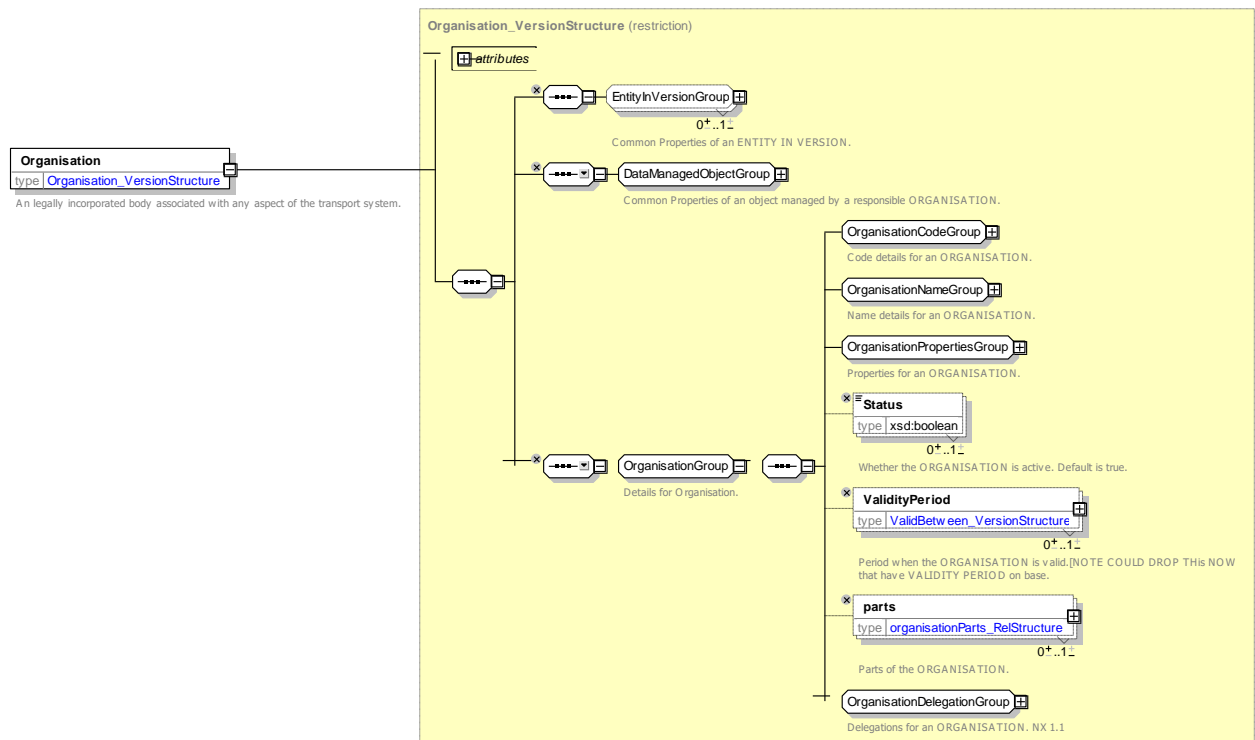 Organisation_VersionStructure (restriction)
attributes
EntityInVersionGroup
0..1
Common Properties of an ENTITY IN VERSION.
Organisation
type Organisation_VersionStructure
An legally incorporated body associated with any aspect of the transport system.
DataManagedObjectGroup
Common Properties of an object managed by a responsible ORGANISATION.
OrganisationCodeGroup
Code details for an ORGANISATION.
OrganisationNameGroup
Name details for an ORGANISATION.
OrganisationPropertiesGroup
Properties for an ORGANISATION.
Status
type xsd:boolean
0..1
Whether the ORGANISATION is active. Default is true.
OrganisationGroup
Details for Organisation.
ValidityPeriod
type ValidBetween_VersionStructure
0..1
Period when the ORGANISATION is valid.[NOTE COULD DROP THis NOW
that have VALIDITY PERIOD on base.
parts
type organisationParts_RelStructure
0..1
Parts of the ORGANISATION.
OrganisationDelegationGroup
Delegations for an ORGANISATION. NX 1.1